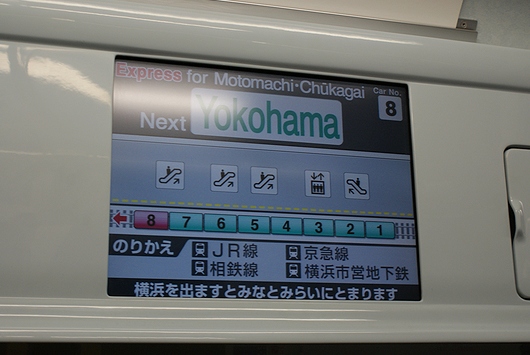 Express for Motomachi·Chūkagai
Car No.
8
Next Yokohama
8 7 6 5 4 3 2 1
のりかえ JR線 京急線
相鉄線 横浜市営地下鉄
横浜を出ますとみなとみらいにとまります